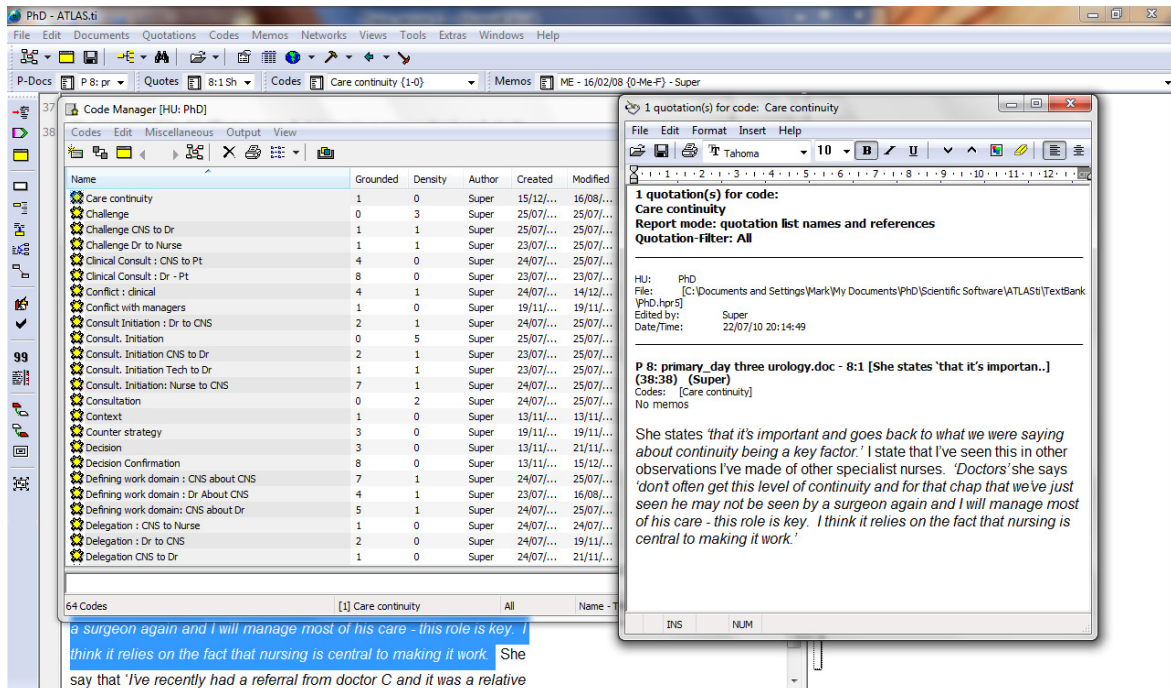 PhD - ATLAS.ti
File Edit Documents Quotations Codes Memos Networks Views Tools Extras Windows Help
P-Docs P 8: pr Quotes 8:1 Sh Codes Care continuity {1-0} Memos ME - 16/02/08 {0-Me-F} - Super
37
38
99
Code Manager [HU: PhD]
Codes Edit Miscellaneous Output View
Name Grounded Density Author Created Modified
Care continuity 1 0 Super 15/12/... 16/08/...
Challenge 0 3 Super 25/07/... 25/07/...
Challenge CNS to Dr 1 1 Super 25/07/... 25/07/...
Challenge Dr to Nurse 1 1 Super 23/07/... 25/07/...
Clinical Consult : CNS to Pt 4 0 Super 24/07/... 25/07/...
Clinical Consult : Dr - Pt 8 0 Super 23/07/... 23/07/...
Conflict : clinical 4 1 Super 24/07/... 14/12/...
Conflict with managers 1 0 Super 19/11/... 19/11/...
Consult Initiation : Dr to CNS 2 1 Super 24/07/... 25/07/...
Consult. Initiation 0 5 Super 25/07/... 25/07/...
Consult. Initiation CNS to Dr 2 1 Super 23/07/... 25/07/...
Consult. Initiation Tech to Dr 1 1 Super 23/07/... 25/07/...
Consult. Initiation: Nurse to CNS 7 1 Super 24/07/... 25/07/...
Consultation 0 2 Super 24/07/... 25/07/...
Context 1 0 Super 13/11/... 13/11/...
Counter strategy 3 0 Super 19/11/... 19/11/...
Decision 3 0 Super 13/11/... 21/11/...
Decision Confirmation 8 0 Super 13/11/... 15/12/...
Defining work domain : CNS about CNS 7 1 Super 24/07/... 25/07/...
Defining work domain : Dr About CNS 4 1 Super 23/07/... 16/08/...
Defining work domain: CNS about Dr 5 1 Super 24/07/... 25/07/...
Delegation : CNS to Nurse 1 0 Super 24/07/... 24/07/...
Delegation : Dr to CNS 2 0 Super 24/07/... 19/11/...
Delegation CNS to Dr 1 0 Super 24/07/... 21/11/...
64 Codes [1] Care continuity All Name - T
a surgeon again and I will manage most of his care - this role is key. I
think it relies on the fact that nursing is central to making it work. She
say that 'I've recently had a referral from doctor C and it was a relative
1 quotation(s) for code: Care continuity
File Edit Format Insert Help
Tahoma 10 B I U
1 2 3 4 5 6 7 8 9 10 11 12
1 quotation(s) for code:
Care continuity
Report mode: quotation list names and references
Quotation-Filter: All
HU: PhD
File: [C:\Documents and Settings\Mark\My Documents\PhD\Scientific Software\ATLASti\TextBank
\PhD.hpr5]
Edited by: Super
Date/Time: 22/07/10 20:14:49
P 8: primary_day three urology.doc - 8:1 [She states `that it's importan..]
(38:38) (Super)
Codes: [Care continuity]
No memos
She states 'that it's important and goes back to what we were saying
about continuity being a key factor.' I state that I've seen this in other
observations I've made of other specialist nurses. 'Doctors' she says
'don't often get this level of continuity and for that chap that we've just
seen he may not be seen by a surgeon again and I will manage most
of his care - this role is key. I think it relies on the fact that nursing is
central to making it work.'
INS NUM